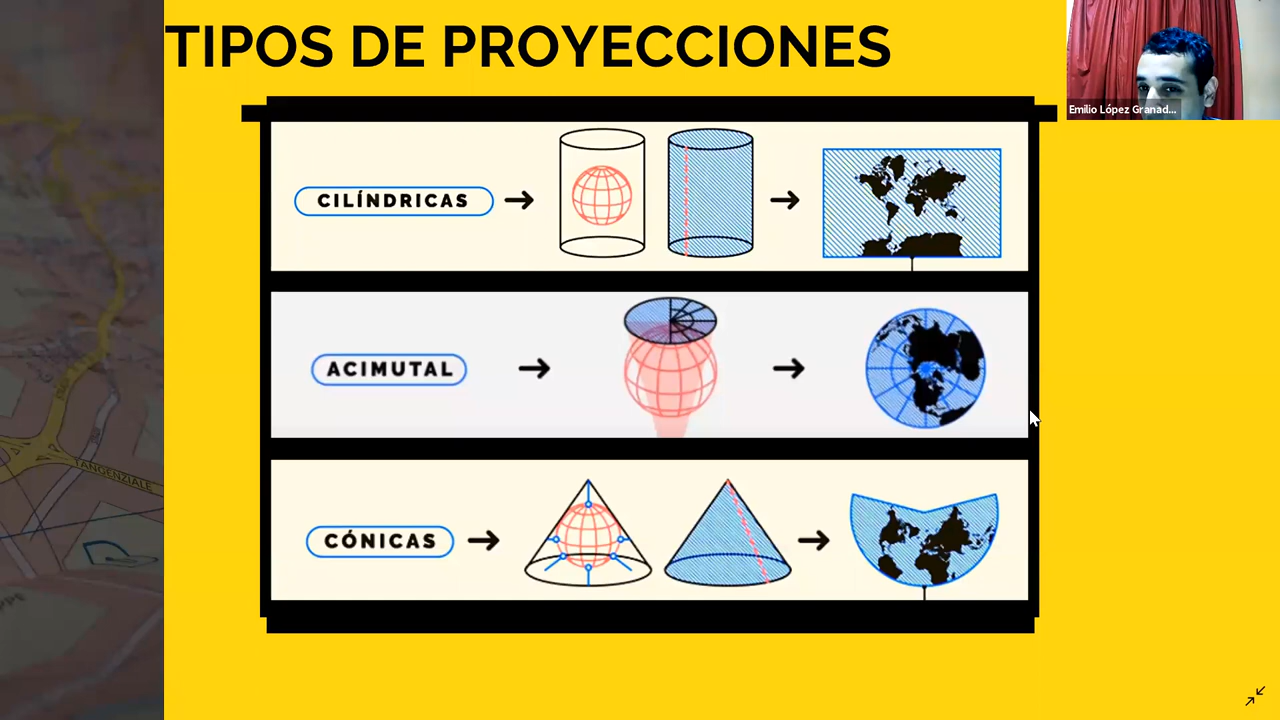 TIPOS DE PROYECCIONES
Emilio López Granad...
CILÍNDRICAS
ACIMUTAL
CÓNICAS
TANGENZIALE